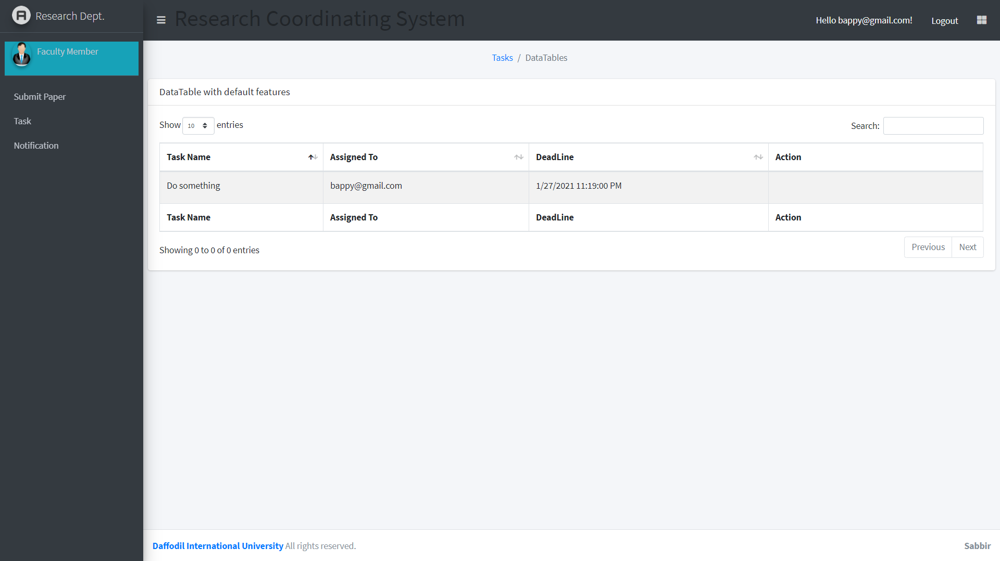 Research Dept.
Research Coordinating System
Hello bappy@gmail.com!
Logout
Faculty Member
Submit Paper
Task
Notification
Tasks / DataTables
DataTable with default features
Show 10 entries
Search:
Task Name Assigned To DeadLine Action
Do something bappy@gmail.com 1/27/2021 11:19:00 PM
Task Name Assigned To DeadLine Action
Showing 0 to 0 of 0 entries
Previous Next
Daffodil International University All rights reserved.
Sabbir